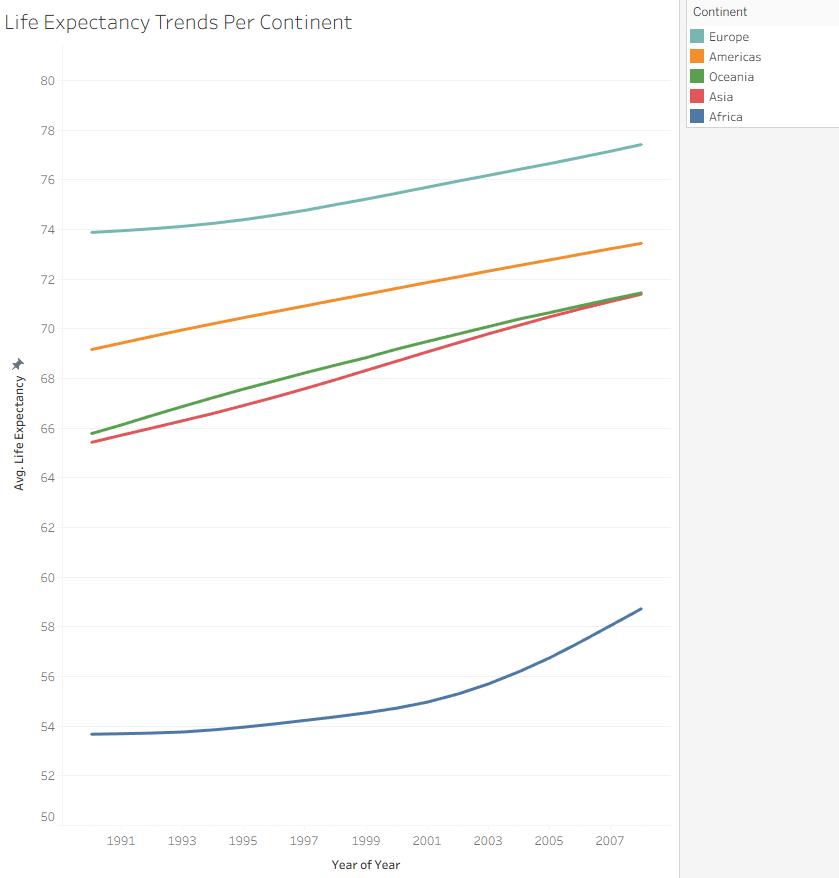 Life Expectancy Trends Per Continent
Continent
Europe
Americas
Oceania
Asia
Africa
Avg. Life Expectancy
80
78
76
74
72
70
68
66
64
62
60
58
56
54
52
50
1991 1993 1995 1997 1999 2001 2003 2005 2007
Year of Year